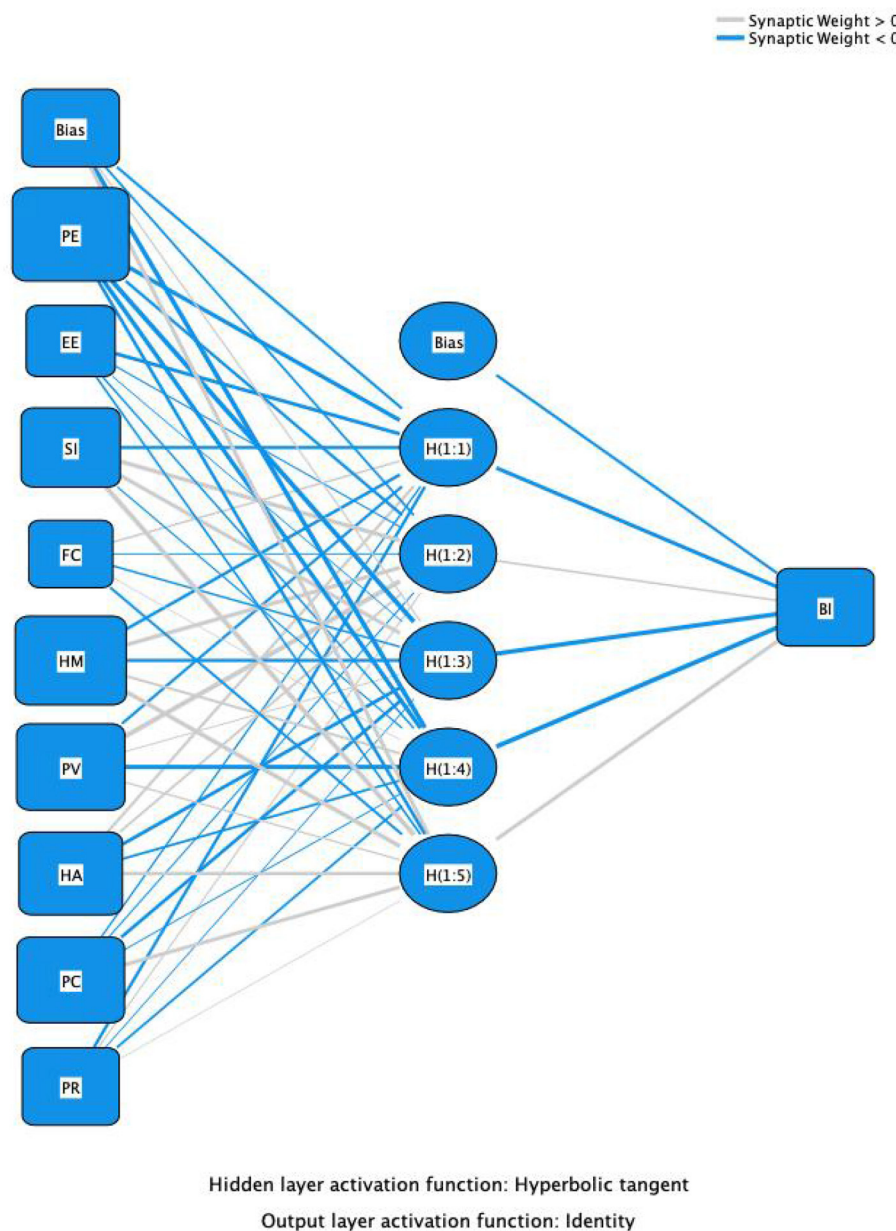 Synaptic Weight > 0
Synaptic Weight < 0
Bias
PE
EE
SI
FC
HM
PV
HA
PC
PR
Bias
H(1:1)
H(1:2)
H(1:3)
H(1:4)
H(1:5)
BI
Hidden layer activation function: Hyperbolic tangent
Output layer activation function: Identity